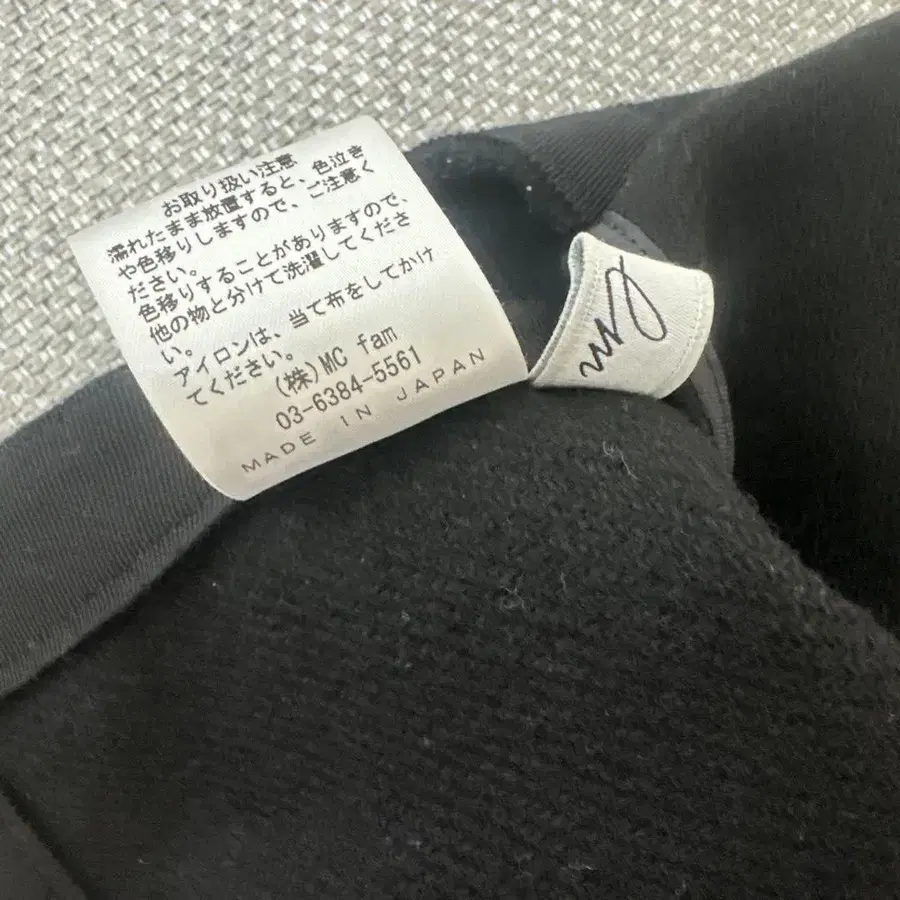 お取り扱い注意
濡れたまま放置すると、色泣き
や色移りしますので、ご注意く
ださい。
色移りすることがありますので、
他の物と分けて洗濯してくださ
い。
アイロンは、当て布をしてかけ
てください。
(株)MC fam
03-6384-5561
MADE IN JAPAN